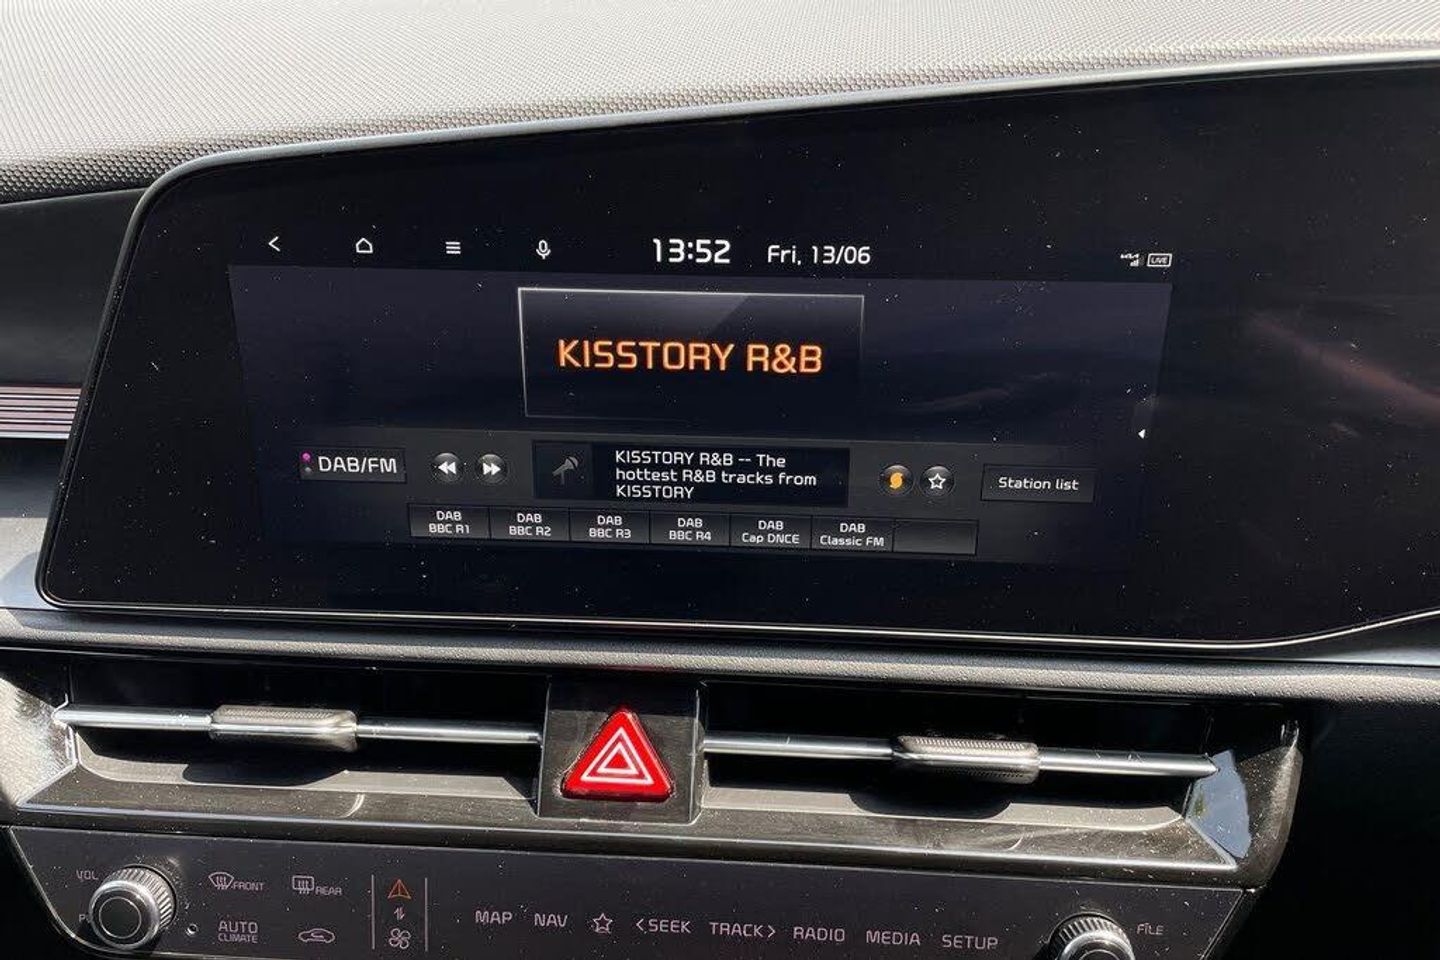 13:52 Fri, 13/06
LIVE
KISSTORY R&B
DAB/FM
KISSTORY R&B -- The
hottest R&B tracks from
KISSTORY
Station list
DAB
BBC R1
DAB
BBC R2
DAB
BBC R3
DAB
BBC R4
DAB
Cap DNCE
DAB
Classic FM
VOL
FRONT
REAR
AUTO
CLIMATE
MAP NAV < SEEK TRACK > RADIO MEDIA SETUP
FILE